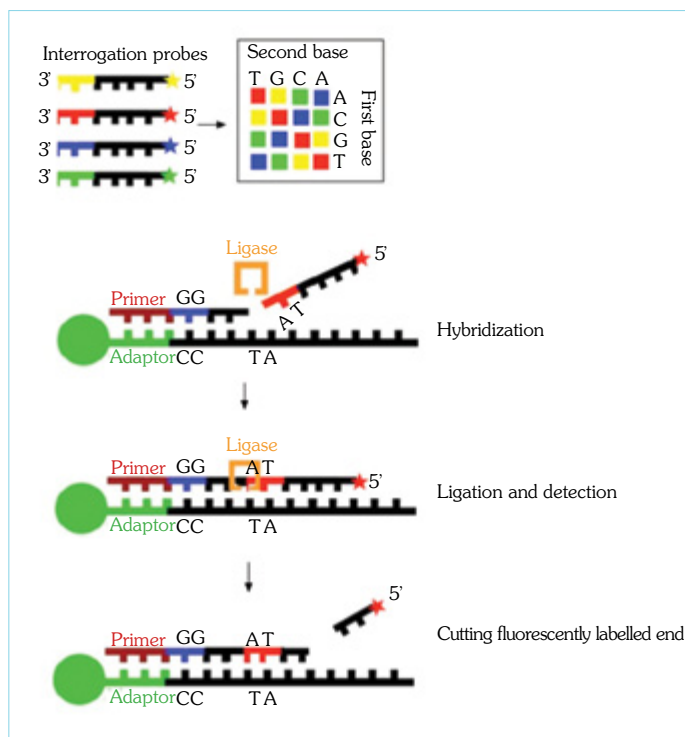 Interrogation probes
3’ 5’
3’ 5’
3’ 5’
3’ 5’
Second base
T G C A
A
C
G
T
First base
Ligase
5’
Primer GG
A T
Adaptor CC T A
Hybridization
Ligase
Primer GG A T
5’
Adaptor CC T A
Ligation and detection
5’
Primer GG A T
Adaptor CC T A
Cutting fluorescently labelled end